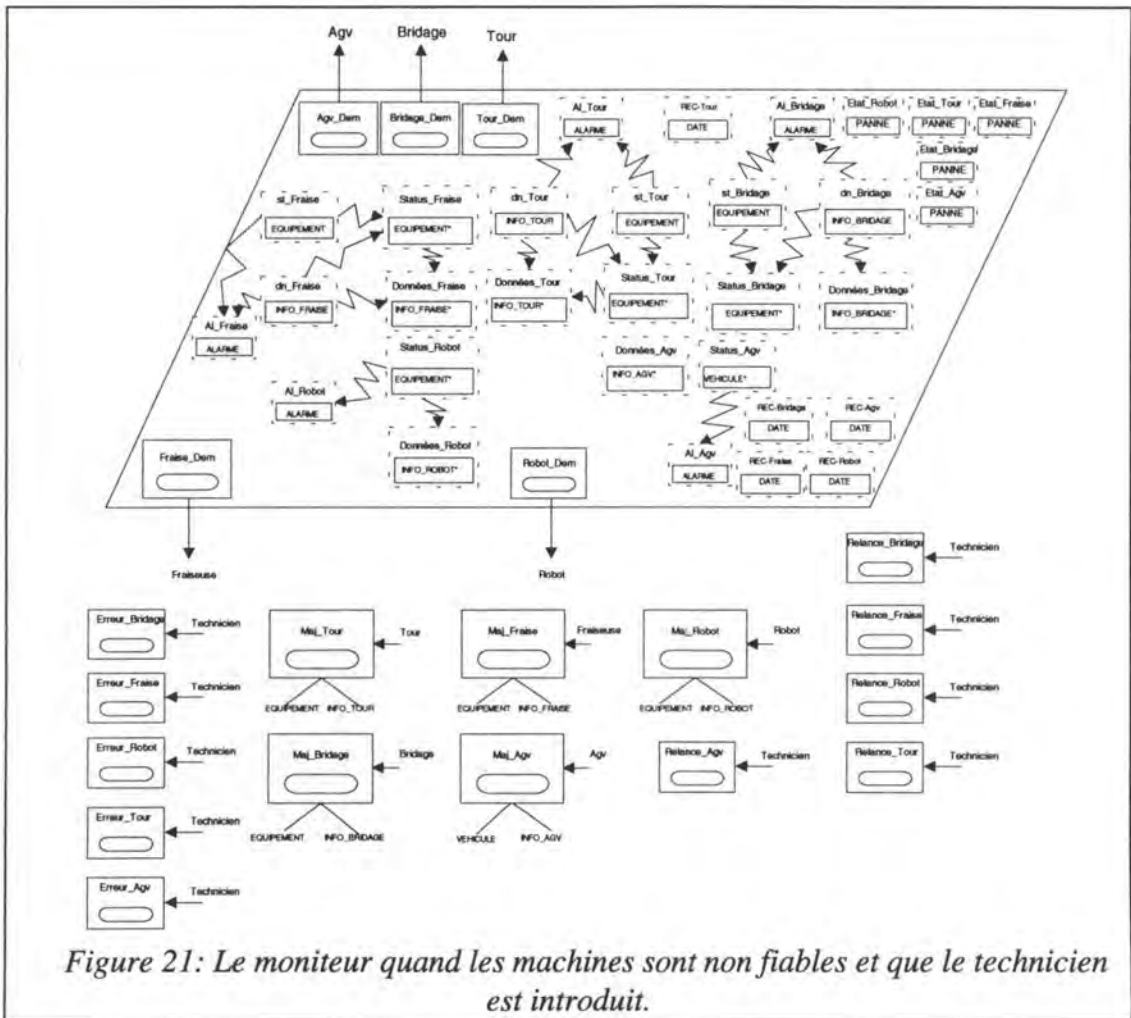 Agv Bridage Tour
Agv_Dem Bridage_Dem Tour_Dem
Al_Tour
ALARME
REC-Tour
DATE
Al_Bridage
ALARME
Etat_Robot Etat_Tour Etat_Fraise
PANNE PANNE PANNE
Etat_Bridage
PANNE
Etat_Agv
PANNE
st_Fraise
EQUIPEMENT
Status_Fraise
EQUIPEMENT*
dn_Tour
INFO_TOUR
st_Tour
EQUIPEMENT
st_Bridage
EQUIPEMENT
dn_Bridage
INFO_BRIDAGE
dn_Fraise
INFO_FRAISE
Données_Fraise
INFO_FRAISE*
Données_Tour
INFO_TOUR*
Status_Tour
EQUIPEMENT*
Status_Bridage
EQUIPEMENT*
Données_Bridage
INFO_BRIDAGE*
Al_Fraise
ALARME
Status_Robot
EQUIPEMENT*
Données_Agv
INFO_AGV*
Status_Agv
VEHICULE*
Al_Robot
ALARME
REC-Bridage
DATE
REC-Agv
DATE
Données_Robot
INFO_ROBOT*
Al_Agv
ALARME
REC-Fraise
DATE
REC-Robot
DATE
Fraise_Dem
Robot_Dem
Fraiseuse
Robot
Relance_Bridage
Technicien
Erreur_Bridage
Technicien
Maj_Tour
Tour
EQUIPEMENT INFO_TOUR
Maj_Fraise
Fraiseuse
EQUIPEMENT INFO_FRAISE
Maj_Robot
Robot
EQUIPEMENT INFO_ROBOT
Relance_Fraise
Technicien
Erreur_Fraise
Technicien
Relance_Robot
Technicien
Erreur_Robot
Technicien
Maj_Bridage
Bridage
EQUIPEMENT INFO_BRIDAGE
Maj_Agv
Agv
VEHICULE INFO_AGV
Relance_Agv
Technicien
Relance_Tour
Technicien
Erreur_Tour
Technicien
Erreur_Agv
Technicien
Figure 21: Le moniteur quand les machines sont non fiables et que le technicien
est introduit.